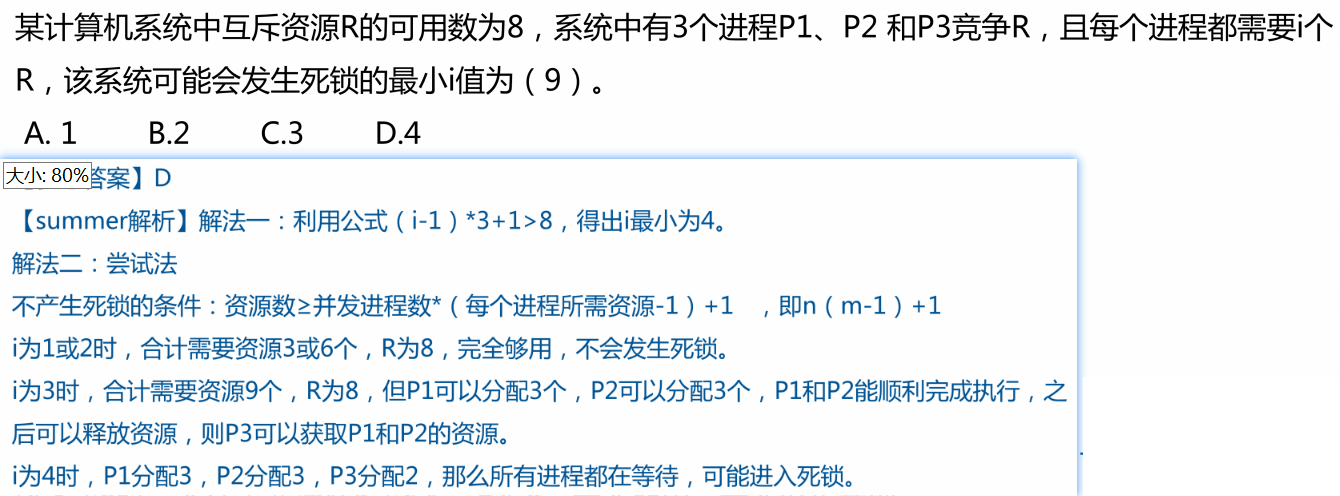 某计算机系统中互斥资源R的可用数为8，系统中有3个进程P1、P2 和P3竞争R，且每个进程都需要i个
R，该系统可能会发生死锁的最小i值为（9）。
A. 1 B.2 C.3 D.4
大小: 80%答案】D
【summer解析】解法一：利用公式（i-1）*3+1>8，得出i最小为4。
解法二：尝试法
不产生死锁的条件：资源数≥并发进程数*（每个进程所需资源-1）+1 ，即n（m-1）+1
i为1或2时，合计需要资源3或6个，R为8，完全够用，不会发生死锁。
i为3时，合计需要资源9个，R为8，但P1可以分配3个，P2可以分配3个，P1和P2能顺利完成执行，之
后可以释放资源，则P3可以获取P1和P2的资源。
i为4时，P1分配3，P2分配3，P3分配2，那么所有进程都在等待，可能进入死锁。